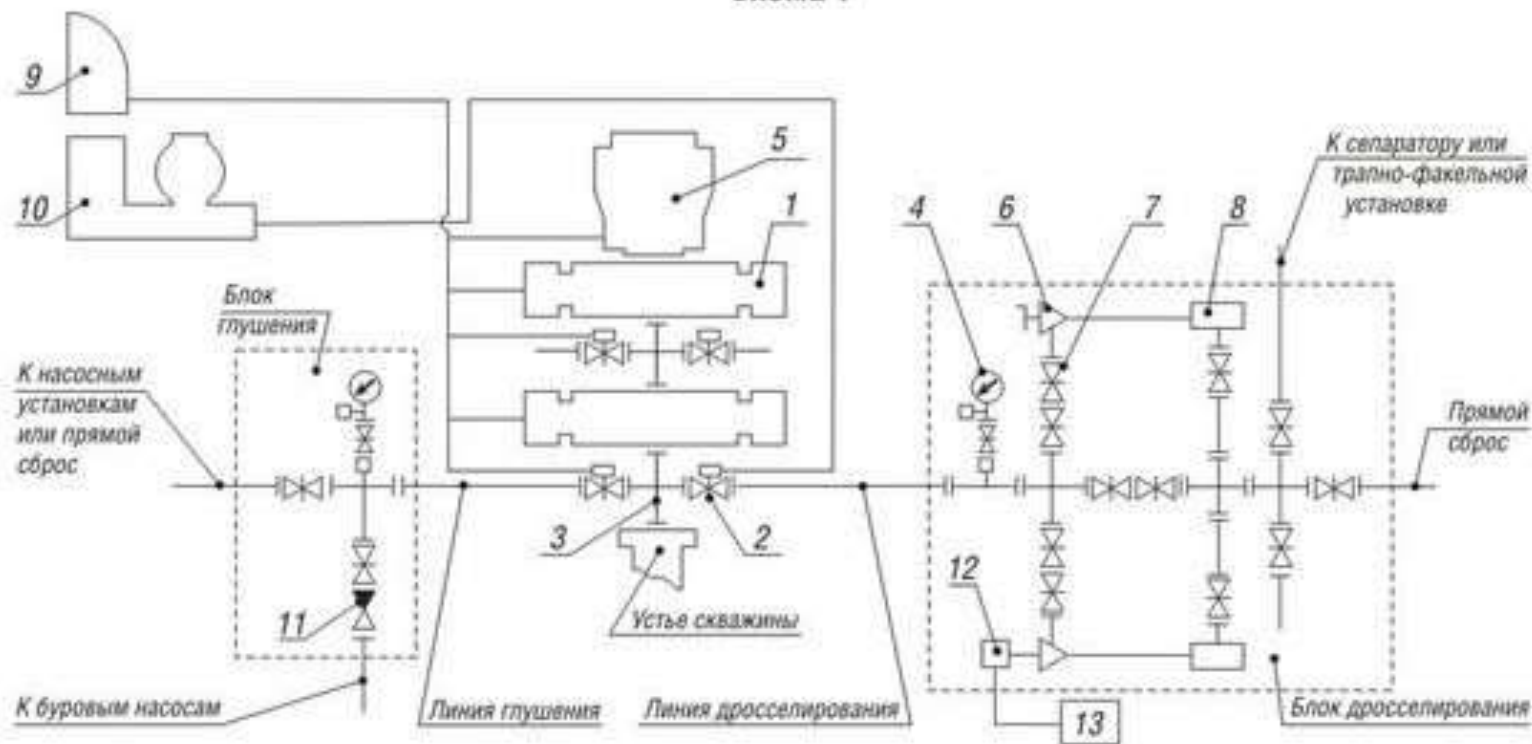 9
10
5
1
4
6
7
8
К сепаратору или
трапно-факельной
установке
Блок
глушения
К насосным
установкам
или прямой
сброс
Прямой
сброс
3
2
11
12
Устье скважины
К буровым насосам
Линия глушения
Линия дросселирования
13
Блок дросселирования